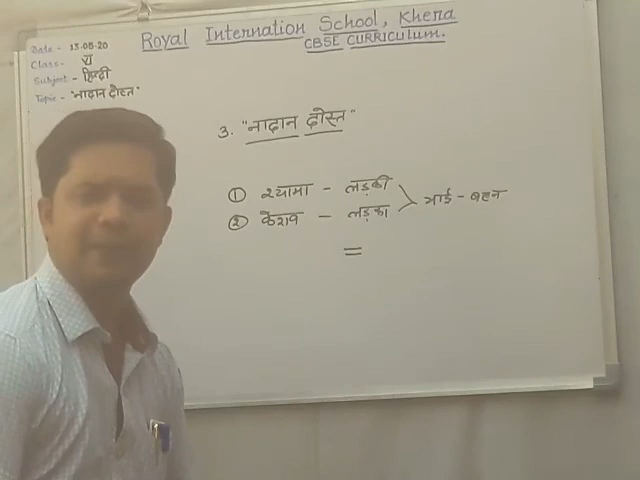 Royal Internation School, Kherna
CBSE CURRICULUM.
Date - 13-05-20
Class -
Subject - हिन्दी
Topic - "नादान दोस्त"
3. "नादान दोस्त"
① श्यामा - लड़की
② केशव - लड़का
भाई - बहन